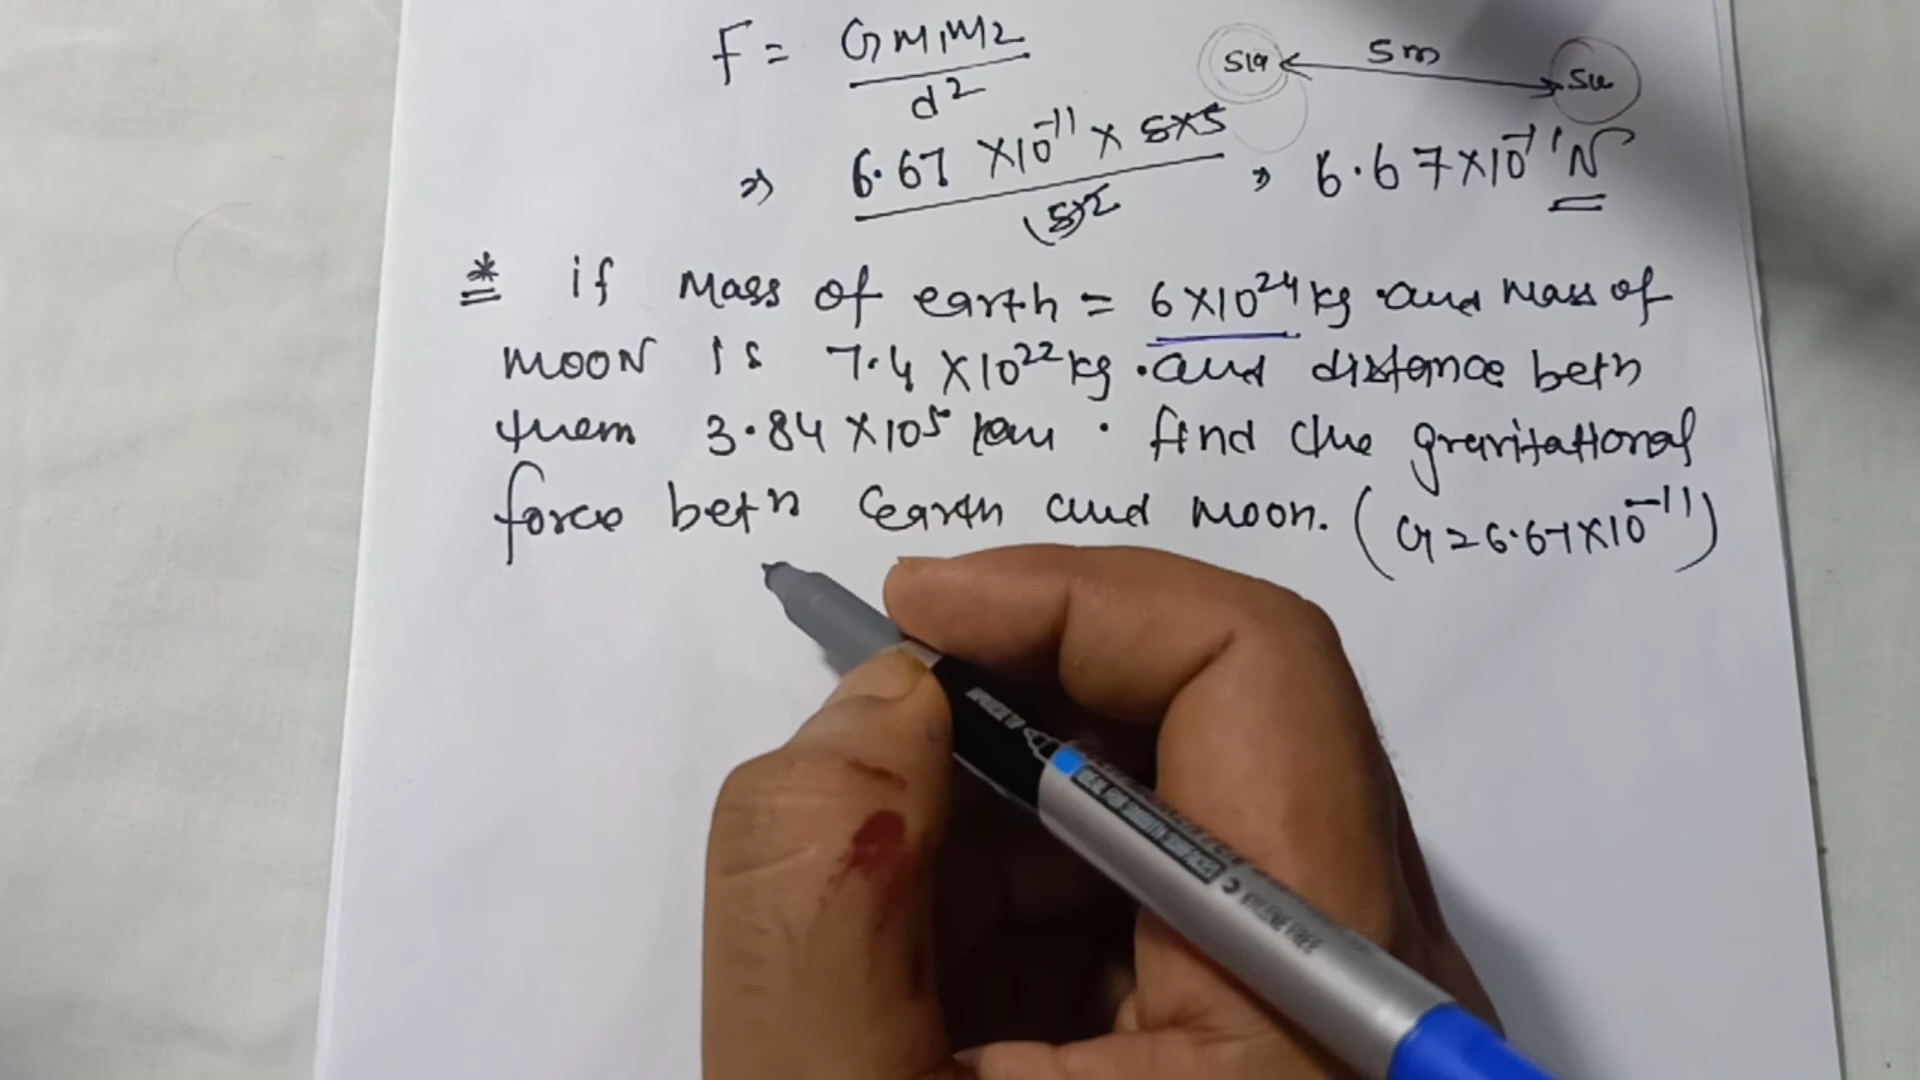 F = Gm1m2
d2
5kg 5m 5kg
⇒ 6.67 ×10-11 × 5×5 ⇒ 6.67×10-11 N
(5)2
* if Mass of earth = 6×1024 kg .and Mass of
MOON is 7.4 ×1022 kg .and distance betn
them 3.84 ×105 km . find the gravitational
force betn earth and moon. (G=6.67×10-11)